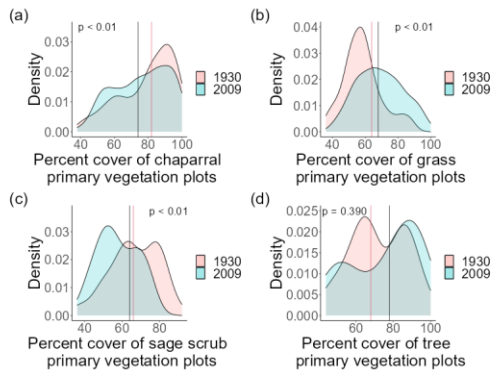 (a)
p < 0.01
0.03
0.02
0.01
0.00
Density
40 60 80 100
Percent cover of chaparral
primary vegetation plots
1930
2009
(b)
p < 0.01
0.04
0.03
0.02
0.01
0.00
Density
40 60 80 100
Percent cover of grass
primary vegetation plots
1930
2009
(c)
p < 0.01
0.03
0.02
0.01
0.00
Density
40 60 80
Percent cover of sage scrub
primary vegetation plots
1930
2009
(d)
p = 0.390
0.025
0.020
0.015
0.010
0.005
0.000
Density
60 80 100
Percent cover of tree
primary vegetation plots
1930
2009